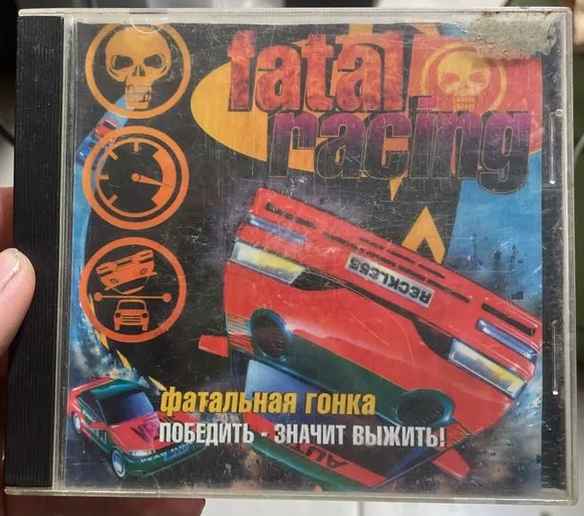 fatal
racing
RECKLESS
фатальная гонка
ПОБЕДИТЬ - ЗНАЧИТ ВЫЖИТЬ!